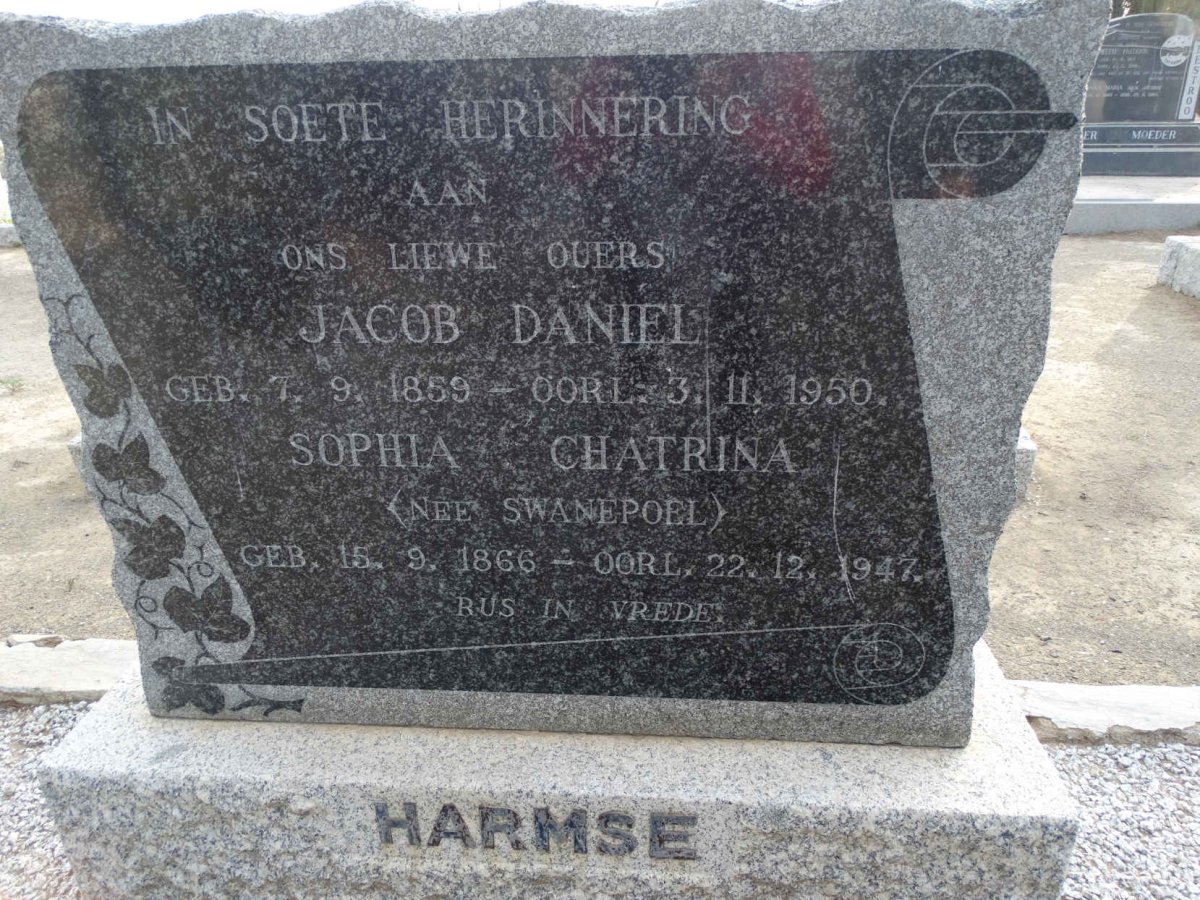 IN SOETE HERINNERING
AAN
ONS LIEWE OUERS
JACOB DANIEL
GEB. 7. 9. 1859 – OORL. 3. 11. 1950.
SOPHIA CHATRINA
(NEE SWANEPOEL)
GEB. 15. 9. 1866 – OORL. 22. 12. 1947.
RUS IN VREDE.
HARMSE
MOEDER